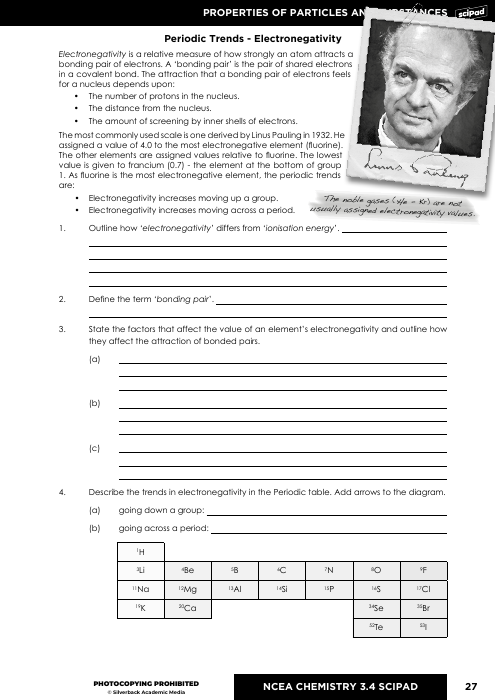 PROPERTIES OF PARTICLES AND SUBSTANCES
scipad
Periodic Trends - Electronegativity
Electronegativity is a relative measure of how strongly an atom attracts a
bonding pair of electrons. A 'bonding pair' is the pair of shared electrons
in a covalent bond. The attraction that a bonding pair of electrons feels
for a nucleus depends upon:
• The number of protons in the nucleus.
• The distance from the nucleus.
• The amount of screening by inner shells of electrons.
The most commonly used scale is one derived by Linus Pauling in 1932. He
assigned a value of 4.0 to the most electronegative element (fluorine).
The other elements are assigned values relative to fluorine. The lowest
value is given to francium (0.7) - the element at the bottom of group
1. As fluorine is the most electronegative element, the periodic trends
are:
• Electronegativity increases moving up a group.
• Electronegativity increases moving across a period.
Linus Pauling
The noble gases (He - Kr) are not
usually assigned electronegativity values.
1. Outline how 'electronegativity' differs from 'ionisation energy'.
2. Define the term 'bonding pair'.
3. State the factors that affect the value of an element's electronegativity and outline how
they affect the attraction of bonded pairs.
(a)
(b)
(c)
4. Describe the trends in electronegativity in the Periodic table. Add arrows to the diagram.
(a) going down a group:
(b) going across a period:
¹H
³Li ⁴Be ⁵B ⁶C ⁷N ⁸O ⁹F
¹¹Na ¹²Mg ¹³Al ¹⁴Si ¹⁵P ¹⁶S ¹⁷Cl
¹⁹K ²⁰Ca ³⁴Se ³⁵Br
⁵²Te ⁵³I
PHOTOCOPYING PROHIBITED
© Silverback Academic Media
NCEA CHEMISTRY 3.4 SCIPAD
27